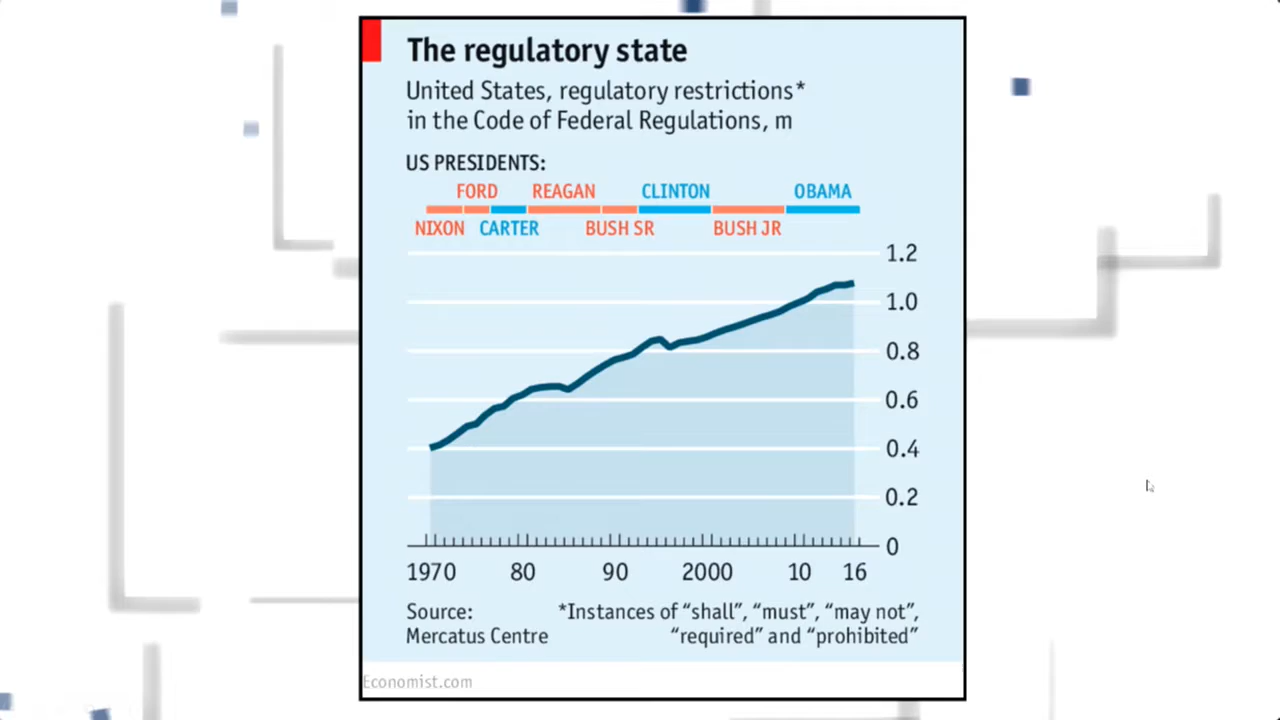 The regulatory state
United States, regulatory restrictions*
in the Code of Federal Regulations, m
US PRESIDENTS:
FORD REAGAN CLINTON OBAMA
NIXON CARTER BUSH SR BUSH JR
1.2
1.0
0.8
0.6
0.4
0.2
0
1970 80 90 2000 10 16
Source: *Instances of “shall”, “must”, “may not”,
Mercatus Centre “required” and “prohibited”
Economist.com